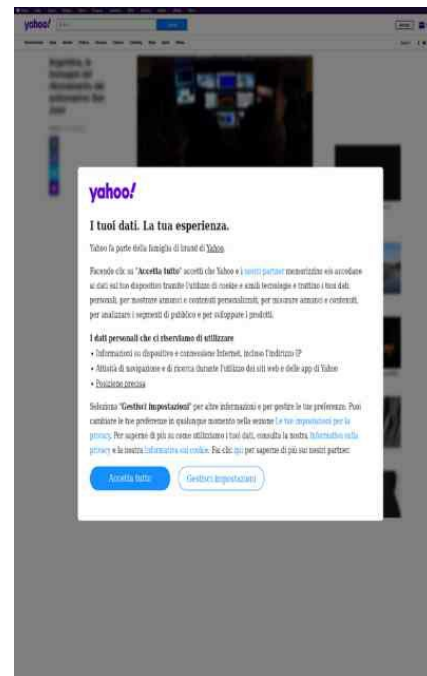 yahoo!
yahoo!
I tuoi dati. La tua esperienza.
Yahoo fa parte della famiglia di brand di Yahoo.
Facendo clic su "Accetta tutto" accetti che Yahoo e i nostri partner memorizzino e/o accedano
ai dati sul tuo dispositivo tramite l'utilizzo di cookie e simili tecnologie e trattino i tuoi dati
personali, per mostrare annunci e contenuti personalizzati, per misurare annunci e contenuti,
per analizzare i segmenti di pubblico e per sviluppare i prodotti.
I dati personali che ci riserviamo di utilizzare
• Informazioni su dispositivo e connessione Internet, incluso l'indirizzo IP
• Attività di navigazione e di ricerca durante l'utilizzo dei siti web e delle app di Yahoo
• Posizione precisa
Seleziona "Gestisci impostazioni" per altre informazioni e per gestire le tue preferenze. Puoi
cambiare le tue preferenze in qualunque momento nella sezione Le tue impostazioni per la
privacy. Per saperne di più su come utilizziamo i tuoi dati, consulta la nostra Informativa sulla
privacy e la nostra Informativa sui cookie. Fai clic qui per saperne di più sui nostri partner.
Accetta tutto
Gestisci impostazioni